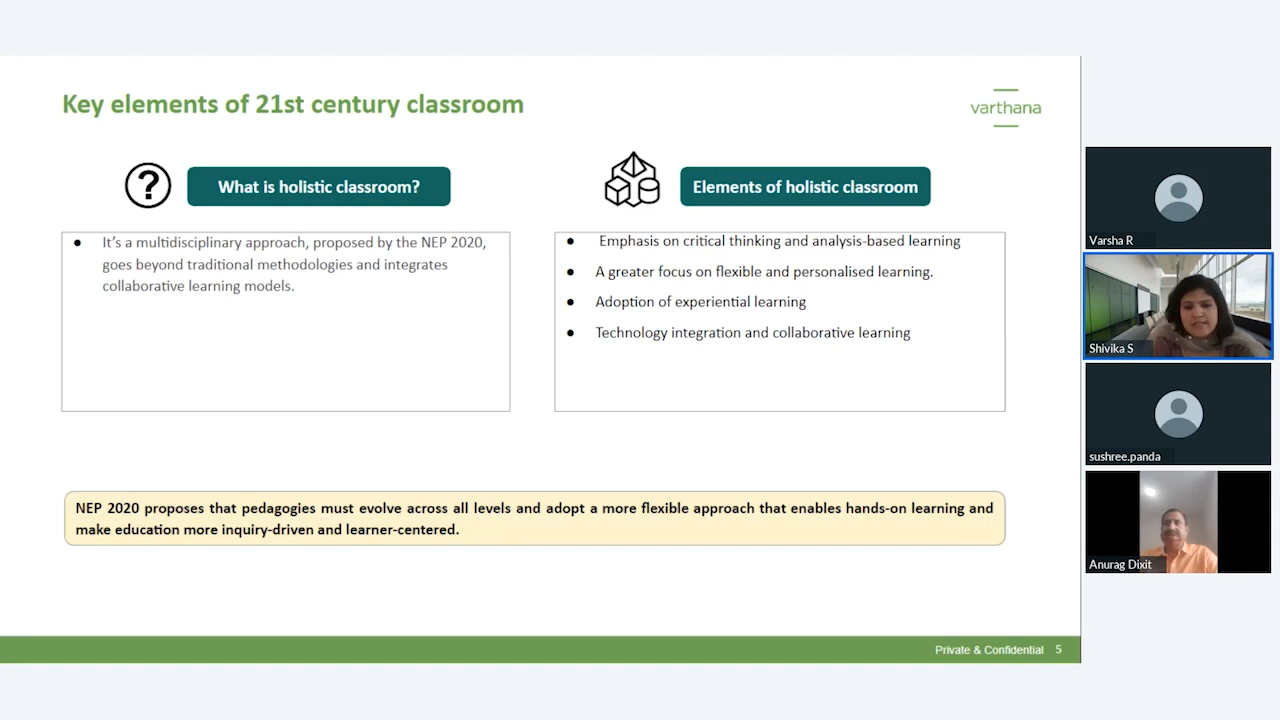 Key elements of 21st century classroom
varthana
What is holistic classroom?
● It’s a multidisciplinary approach, proposed by the NEP 2020,
goes beyond traditional methodologies and integrates
collaborative learning models.
Elements of holistic classroom
● Emphasis on critical thinking and analysis-based learning
● A greater focus on flexible and personalised learning.
● Adoption of experiential learning
● Technology integration and collaborative learning
NEP 2020 proposes that pedagogies must evolve across all levels and adopt a more flexible approach that enables hands-on learning and
make education more inquiry-driven and learner-centered.
Private & Confidential 5
Varsha R
Shivika S
sushree.panda
Anurag Dixit